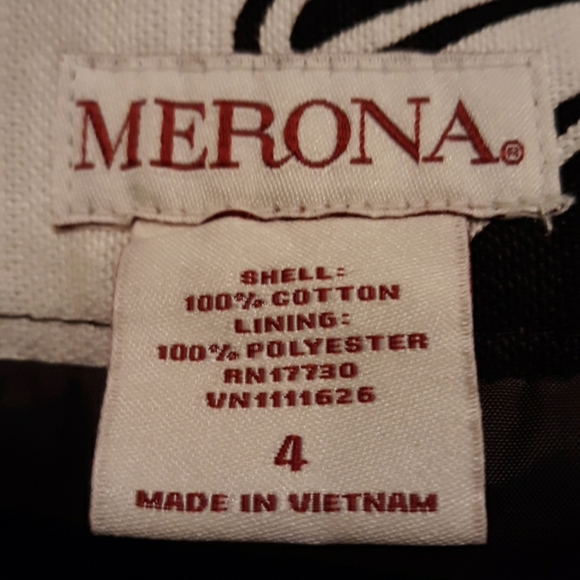 MERONA®
SHELL:
100% COTTON
LINING:
100% POLYESTER
RN17730
VN1111626
4
MADE IN VIETNAM